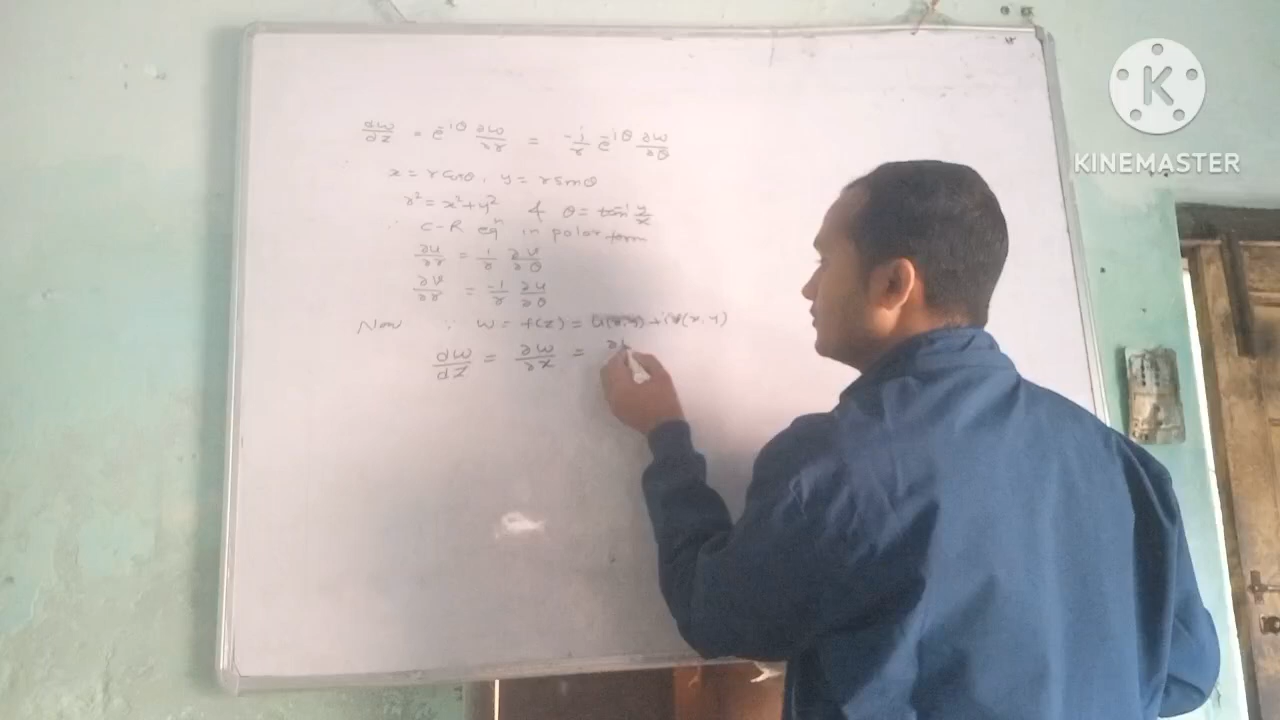 dw/dz = e^-iθ ∂w/∂r = -i/r e^-iθ ∂w/∂θ
x = r cosθ, y = r sinθ
r² = x² + y² & θ = tan⁻¹ y/x
∴ C-R eqⁿ in polar form
∂u/∂r = 1/r ∂v/∂θ
∂v/∂r = -1/r ∂u/∂θ
Now ∵ w = f(z) = u(x,y) + iv(x,y)
dw/dz = ∂w/∂x =
K
KINEMASTER